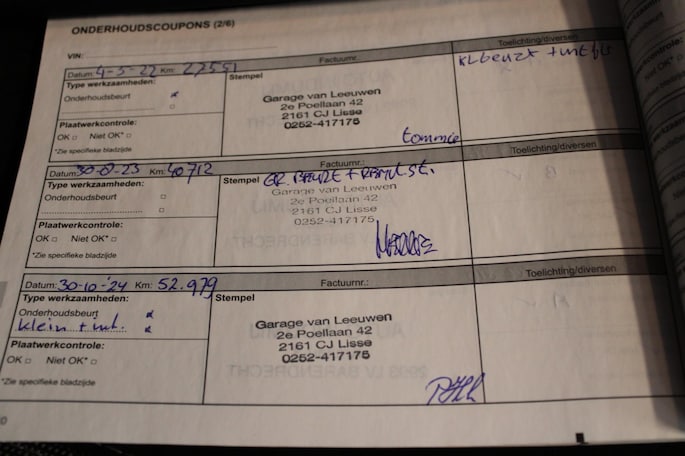 ONDERHOUDSCOUPONS (2/6)
VIN:
Datum: 4-5-22 Km: 27551 Factuurnr.: Toelichting/diversen
Type werkzaamheden: Stempel
Onderhoudsbeurt
Garage van Leeuwen
2e Poellaan 42
2161 CJ Lisse
0252-417175
Plaatwerkcontrole:
OK Niet OK*
*Zie specifieke bladzijde
Datum: 23 Km: 40712 Factuurnr.: Toelichting/diversen
Type werkzaamheden: Stempel GR. BEURT +
Onderhoudsbeurt
Garage van Leeuwen
2e Poellaan 42
2161 CJ Lisse
0252-417175
Plaatwerkcontrole:
OK Niet OK*
*Zie specifieke bladzijde
Datum: 30-10-'24 Km: 52.979 Factuurnr.: Toelichting/diversen
Type werkzaamheden: Stempel
Onderhoudsbeurt
klein +
Garage van Leeuwen
2e Poellaan 42
2161 CJ Lisse
0252-417175
Plaatwerkcontrole:
OK Niet OK*
*Zie specifieke bladzijde